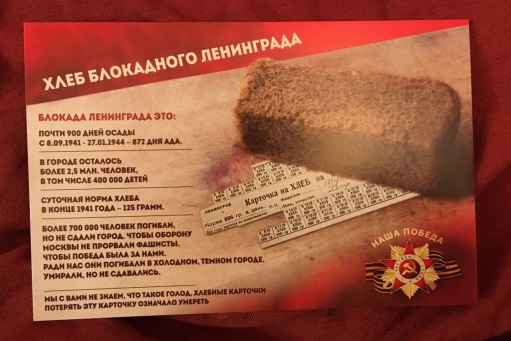 ХЛЕБ БЛОКАДНОГО ЛЕНИНГРАДА
БЛОКАДА ЛЕНИНГРАДА ЭТО:
ПОЧТИ 900 ДНЕЙ ОСАДЫ
С 8.09.1941 - 27.01.1944 – 872 ДНЯ АДА.
В ГОРОДЕ ОСТАЛОСЬ
БОЛЕЕ 2,5 МЛН. ЧЕЛОВЕК,
В ТОМ ЧИСЛЕ 400 000 ДЕТЕЙ
СУТОЧНАЯ НОРМА ХЛЕБА
В КОНЦЕ 1941 ГОДА – 125 ГРАММ.
БОЛЕЕ 700 000 ЧЕЛОВЕК ПОГИБЛИ,
НО НЕ СДАЛИ ГОРОД. ЧТОБЫ ОБОРОНУ
МОСКВЫ НЕ ПРОРВАЛИ ФАШИСТЫ.
ЧТОБЫ ПОБЕДА БЫЛА ЗА НАМИ.
РАДИ НАС ОНИ ПОГИБАЛИ В ХОЛОДНОМ, ТЕМНОМ ГОРОДЕ.
УМИРАЛИ, НО НЕ СДАВАЛИСЬ.
МЫ С ВАМИ НЕ ЗНАЕМ, ЧТО ТАКОЕ ГОЛОД, ХЛЕБНЫЕ КАРТОЧКИ
ПОТЕРЯТЬ ЭТУ КАРТОЧКУ ОЗНАЧАЛО УМЕРЕТЬ
ЛЕНИНГРАД
Карточка на ХЛЕБ на
Норма 600 гр. в день.
НАША ПОБЕДА